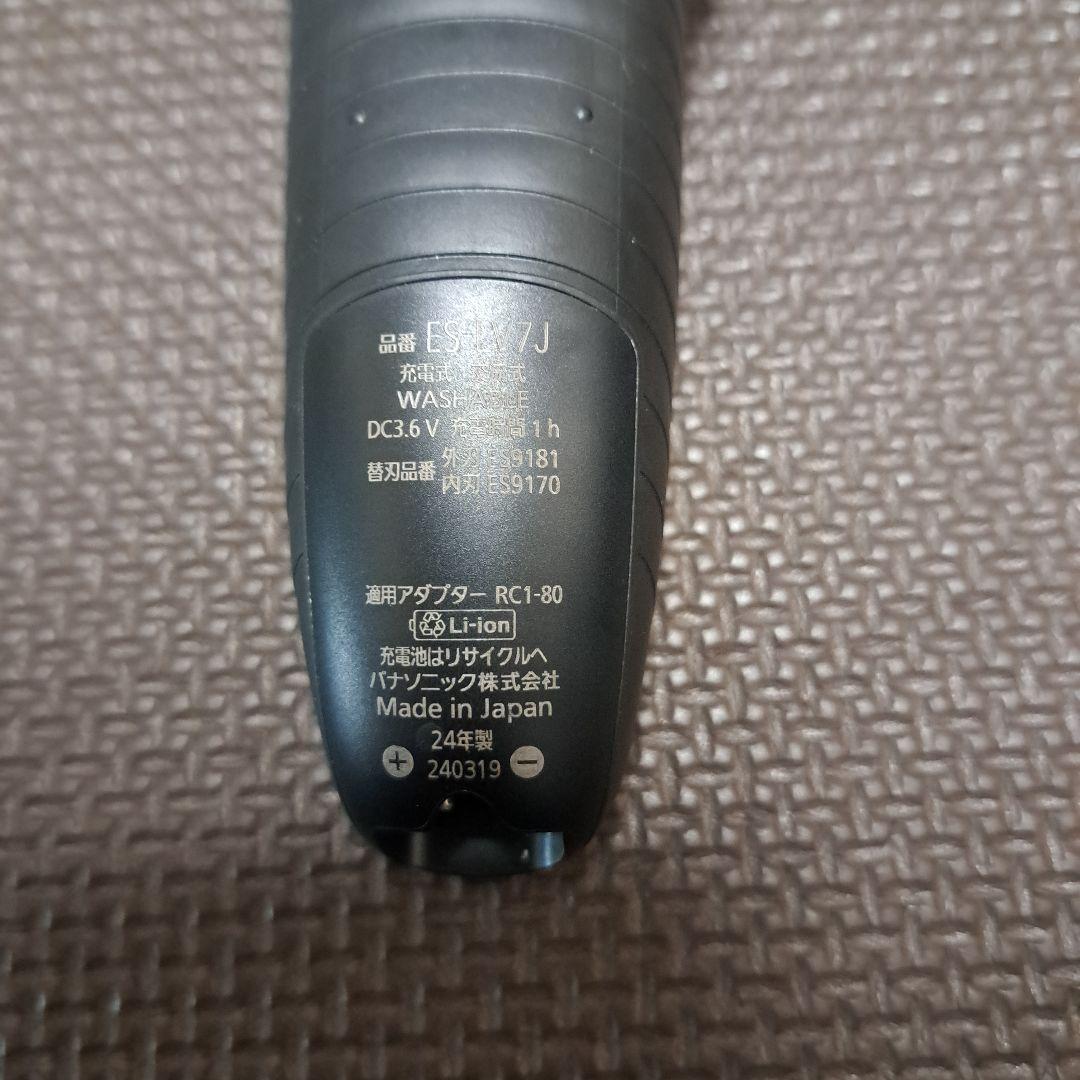 品番 ES-LV7J
充電式
WASHABLE
DC3.6 V 充電時間 1 h
替刃品番 外刃 ES9181
内刃 ES9170
適用アダプター RC1-80
Li-ion
充電池はリサイクルへ
パナソニック株式会社
Made in Japan
24年製
+ 240319 −